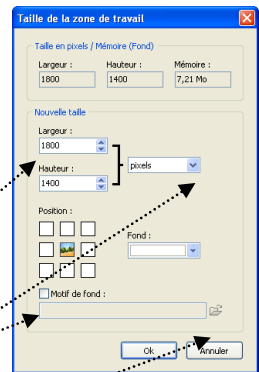 Taille de la zone de travail
Taille en pixels / Mémoire (Fond)
Largeur : Hauteur : Mémoire :
1800 1400 7,21 Mo
Nouvelle taille
Largeur :
1800
pixels
Hauteur :
1400
Position :
Fond :
Motif de fond :
Ok Annuler